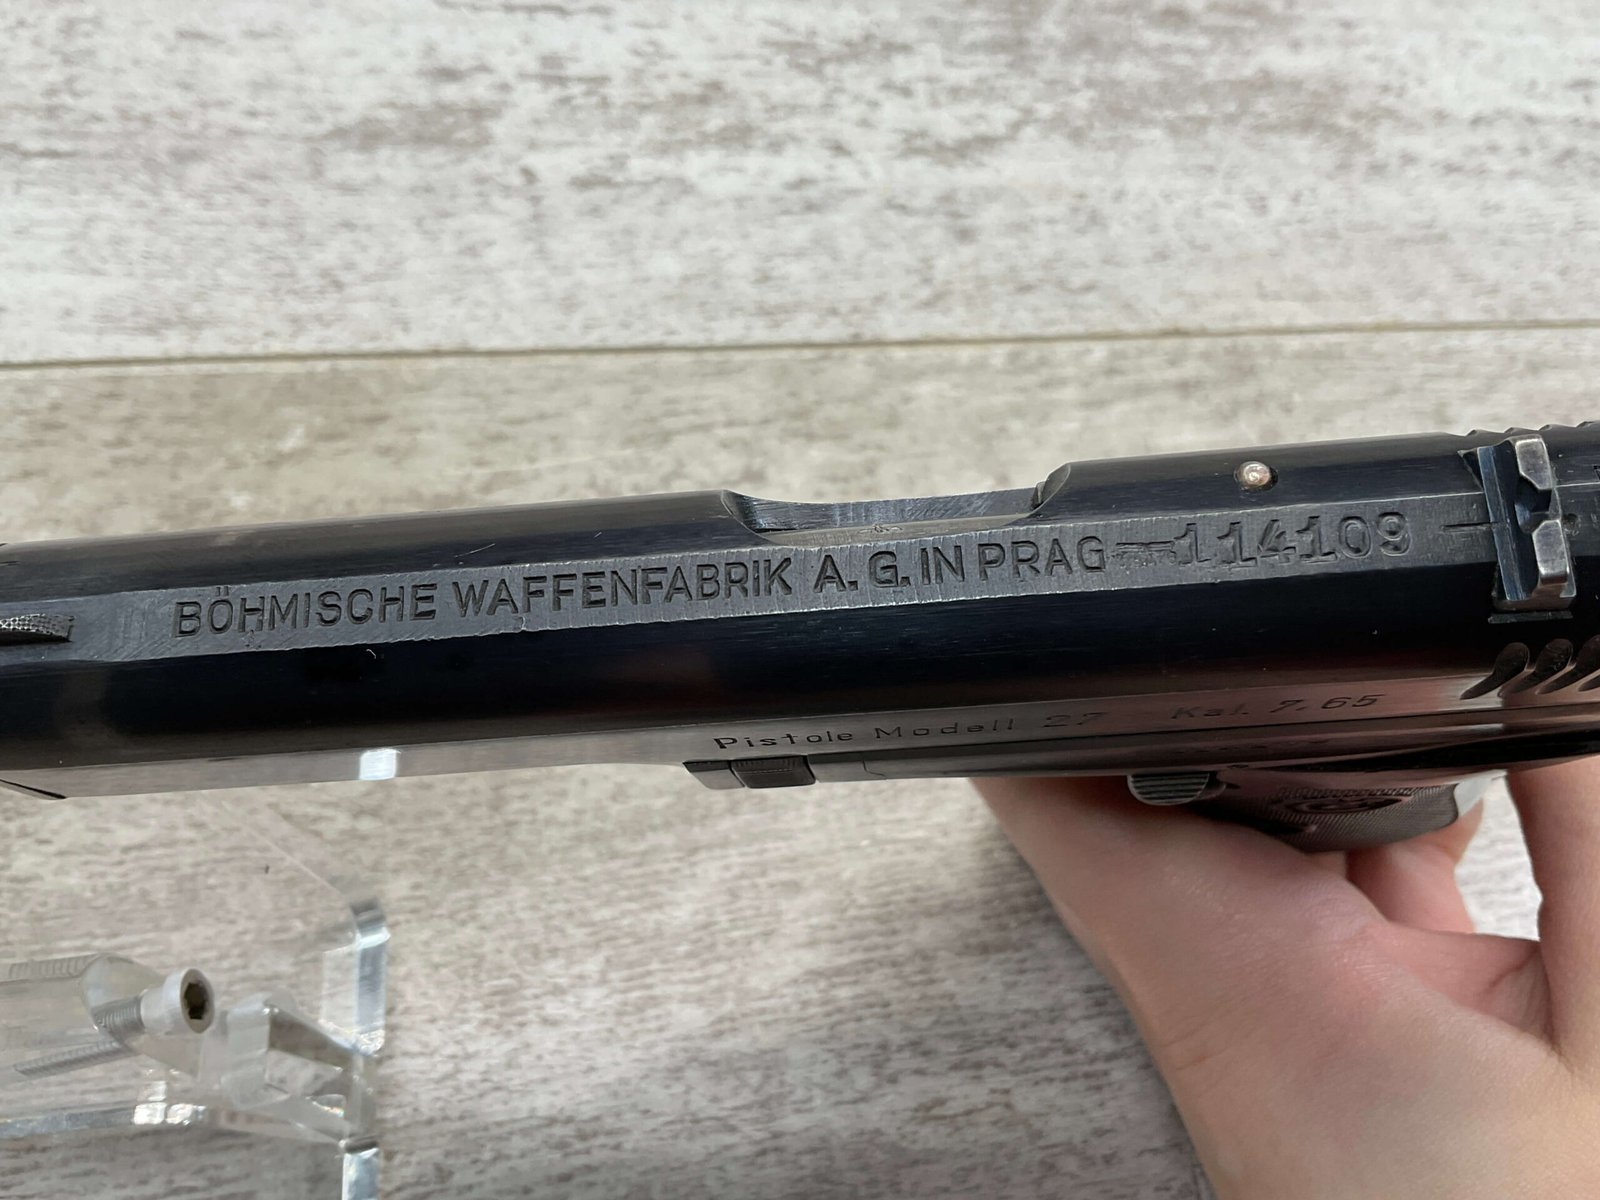 BÖHMISCHE WAFFENFABRIK A.G. IN PRAG 114109
Pistole Modell 27 Kal. 7,65